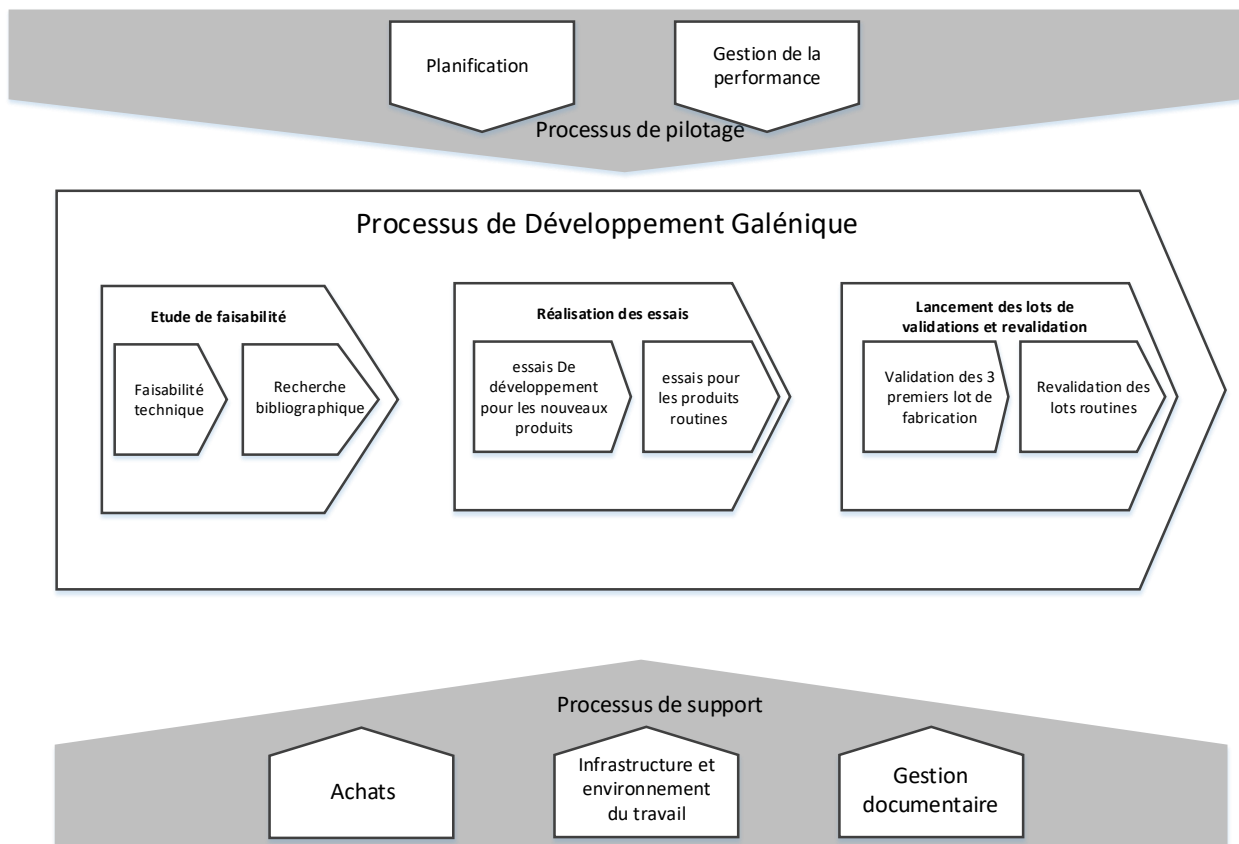 Planification
Gestion de la
performance
Processus de pilotage
Processus de Développement Galénique
Etude de faisabilité
Faisabilité
technique
Recherche
bibliographique
Réalisation des essais
essais De
développement
pour les nouveaux
produits
essais pour
les produits
routines
Lancement des lots de
validations et revalidation
Validation des 3
premiers lot de
fabrication
Revalidation des
lots routines
Processus de support
Achats
Infrastructure et
environnement
du travail
Gestion
documentaire